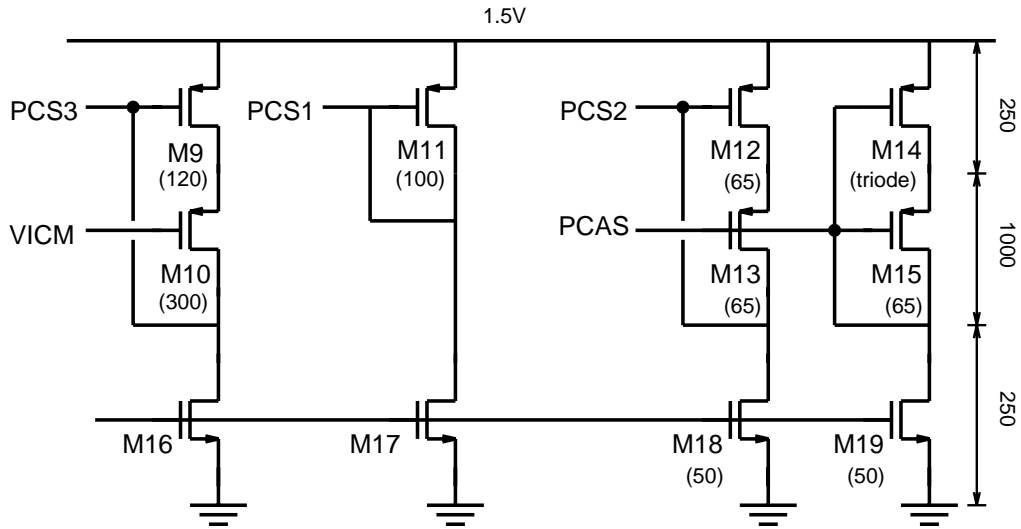 1.5V
PCS3
PCS1
PCS2
M9
(120)
M11
(100)
M12
(65)
M14
(triode)
250
VICM
PCAS
M10
(300)
M13
(65)
M15
(65)
1000
M16
M17
M18
(50)
M19
(50)
250